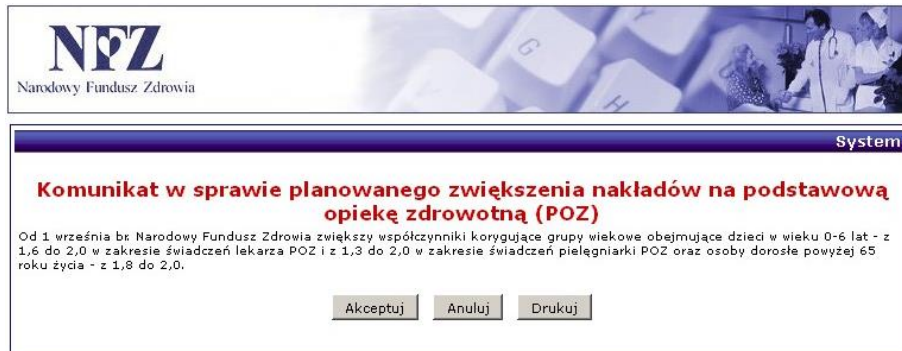 NFZ
Narodowy Fundusz Zdrowia
System
Komunikat w sprawie planowanego zwiększenia nakładów na podstawową
opiekę zdrowotną (POZ)
Od 1 września br. Narodowy Fundusz Zdrowia zwiększy współczynniki korygujące grupy wiekowe obejmujące dzieci w wieku 0-6 lat - z
1,6 do 2,0 w zakresie świadczeń lekarza POZ i z 1,3 do 2,0 w zakresie świadczeń pielęgniarki POZ oraz osoby dorosłe powyżej 65
roku życia - z 1,8 do 2,0.
Akceptuj Anuluj Drukuj